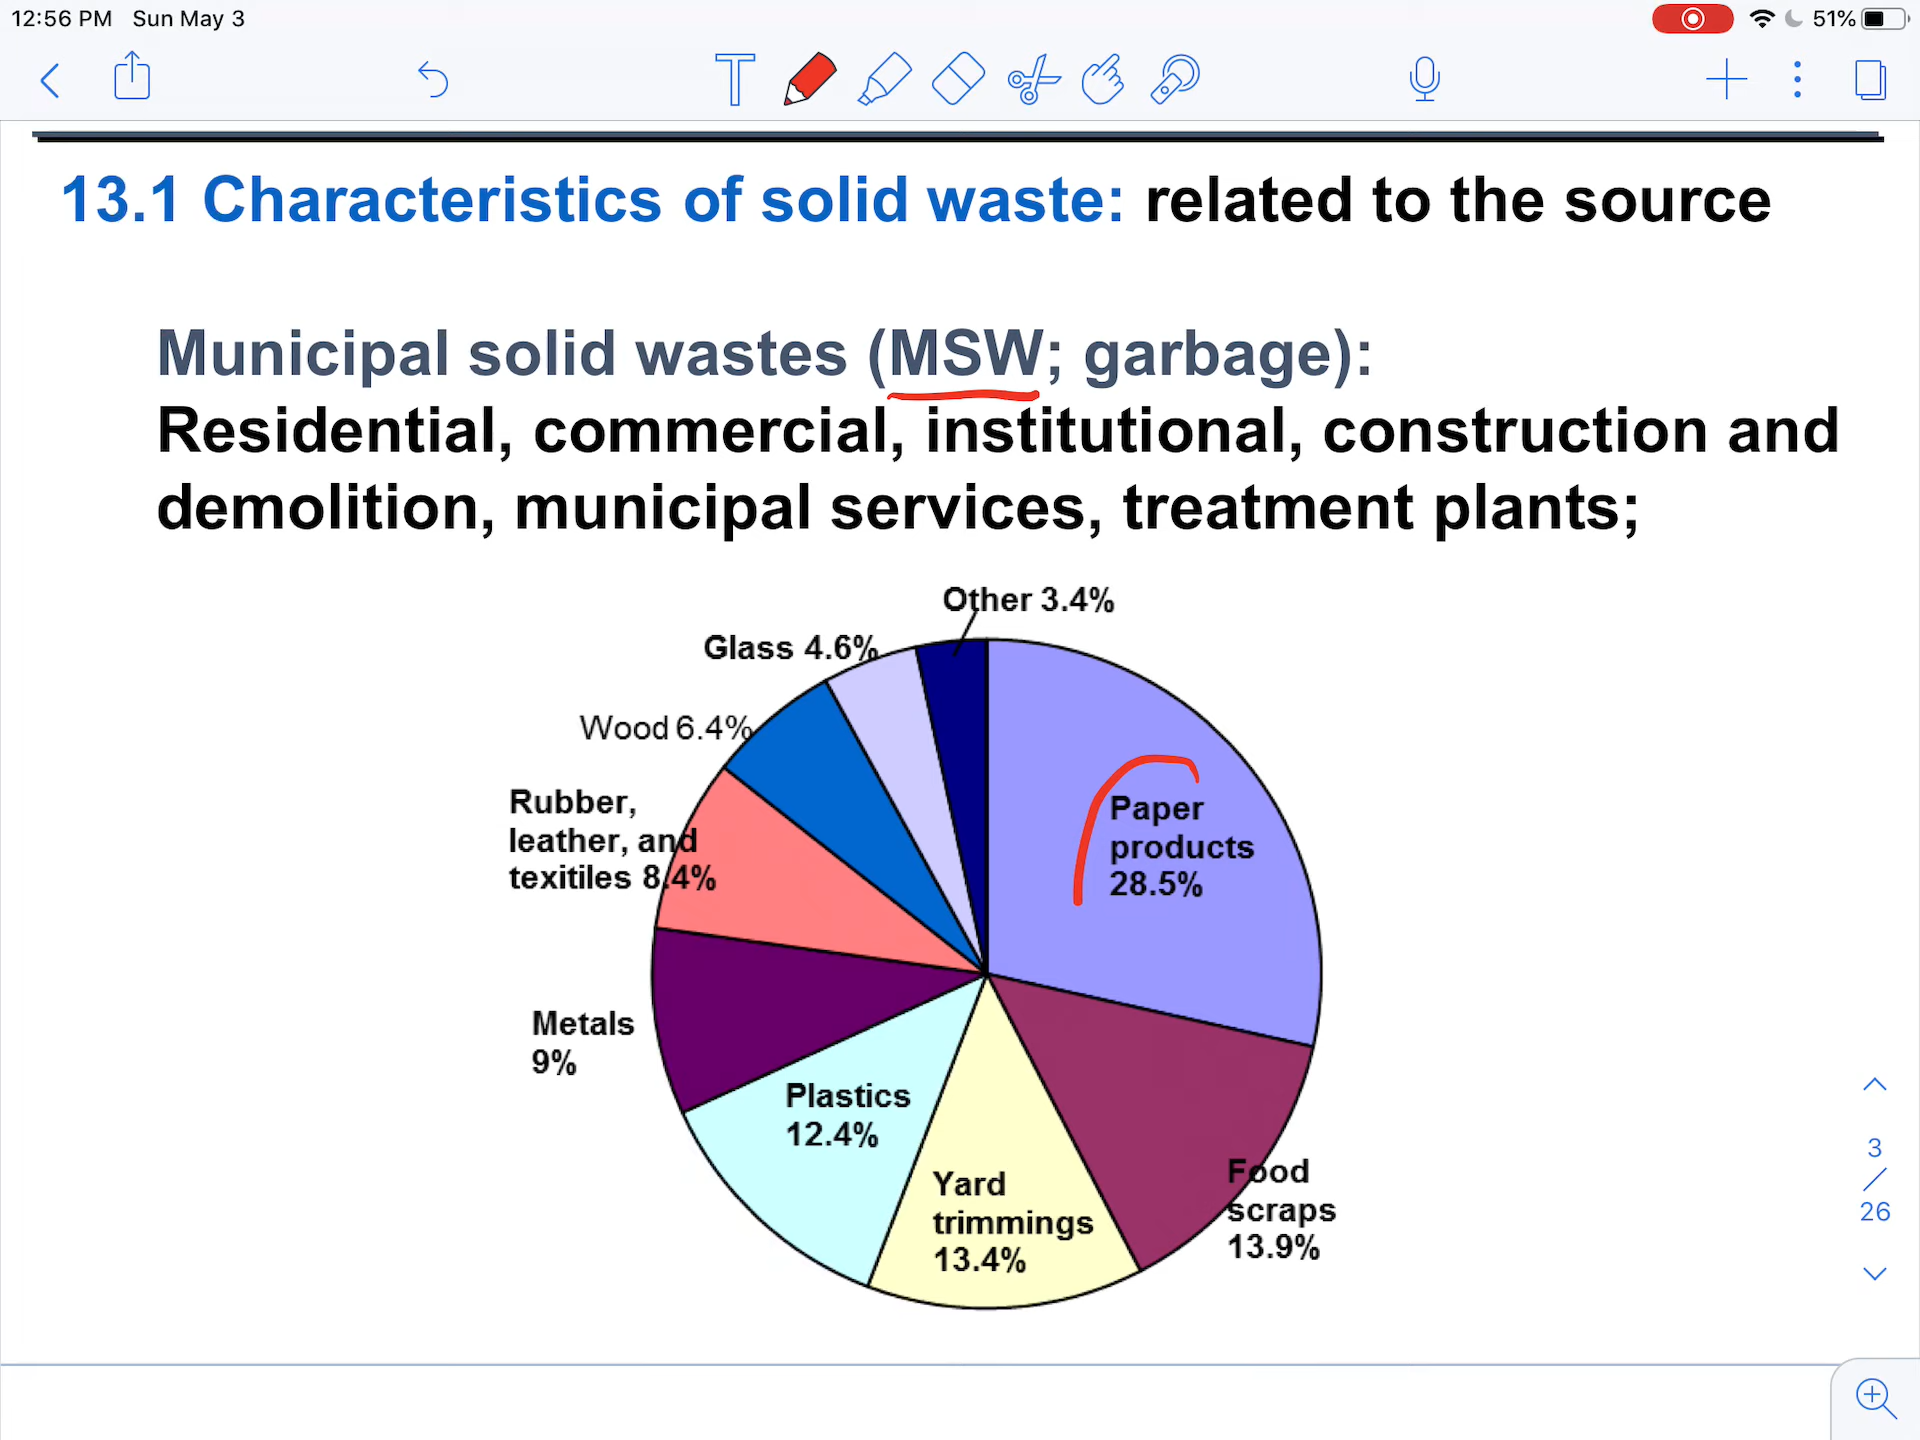 12:56 PM Sun May 3
51%
13.1 Characteristics of solid waste: related to the source
Municipal solid wastes (MSW; garbage):
Residential, commercial, institutional, construction and
demolition, municipal services, treatment plants;
Other 3.4%
Glass 4.6%
Wood 6.4%
Rubber,
leather, and
texitiles 8.4%
Paper
products
28.5%
Metals
9%
Plastics
12.4%
Yard
trimmings
13.4%
Food
scraps
13.9%
3
/
26